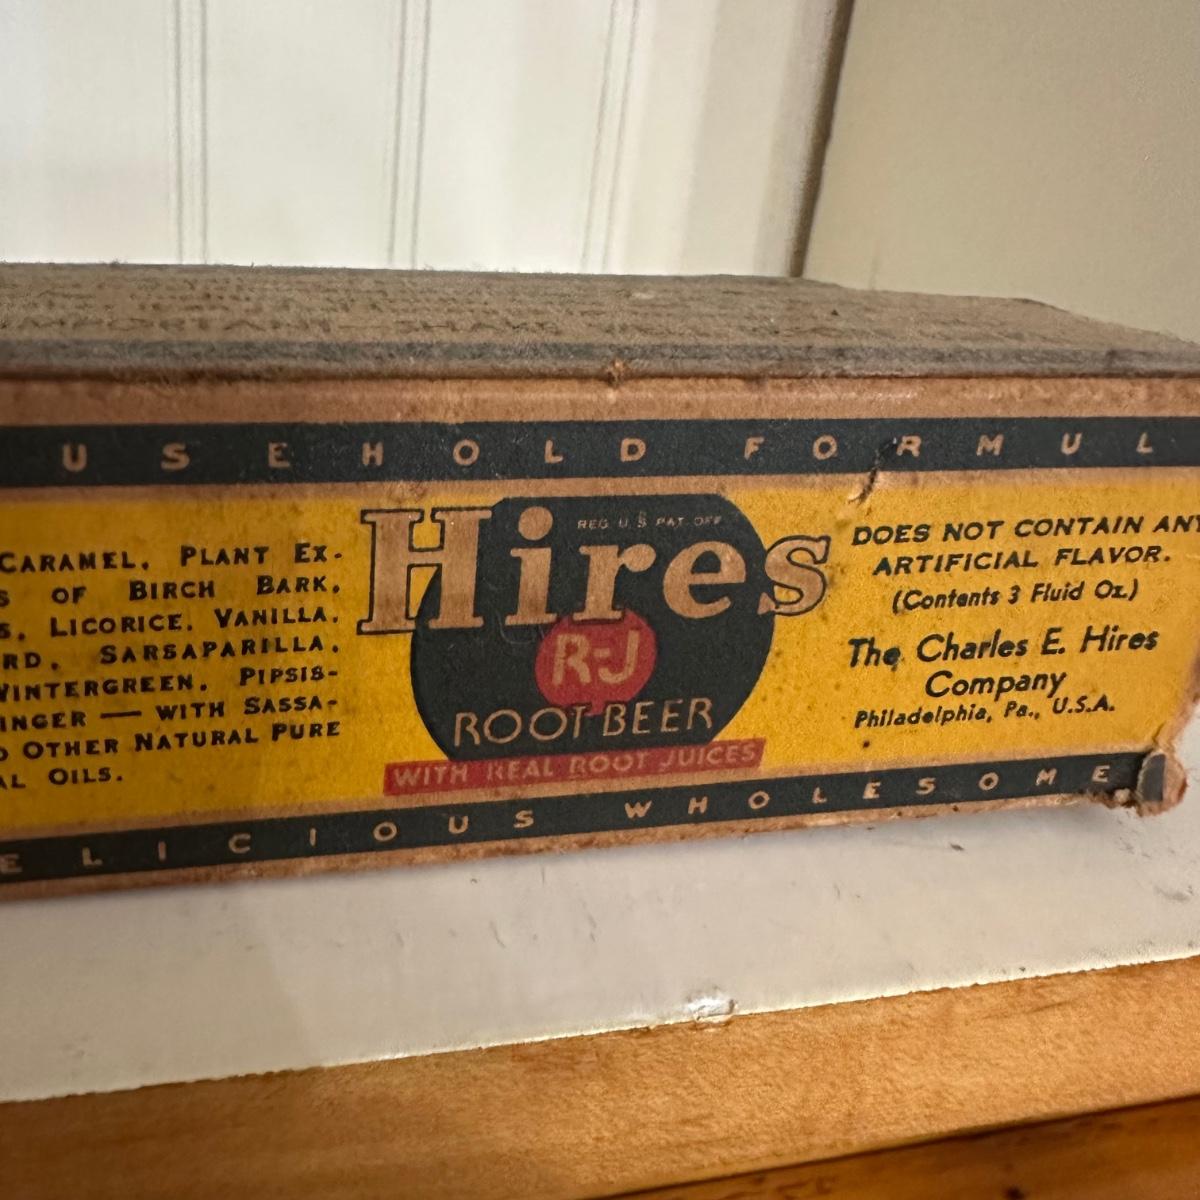 USEHOLD FORMUL
CARAMEL, PLANT EX-
S OF BIRCH BARK,
S, LICORICE, VANILLA,
RD, SARSAPARILLA,
WINTERGREEN, PIPSIS-
INGER — WITH SASSA-
D OTHER NATURAL PURE
AL OILS.
Hires
REG. U.S. PAT. OFF.
R-J
ROOT BEER
WITH REAL ROOT JUICES
DOES NOT CONTAIN ANY
ARTIFICIAL FLAVOR.
(Contents 3 Fluid Oz.)
The Charles E. Hires
Company
Philadelphia, Pa., U.S.A.
ELICIOUS WHOLESOME